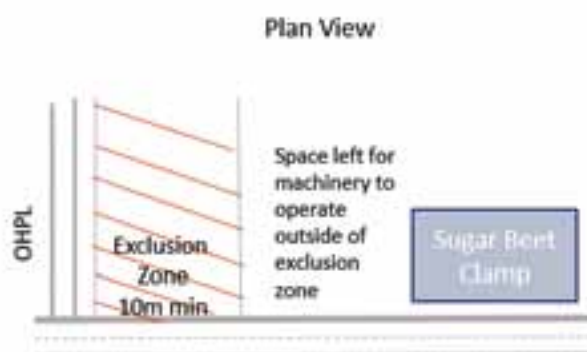 Plan View
OHPL
Exclusion
Zone
10m min
Space left for
machinery to
operate
outside of
exclusion
zone
Sugar Beet
Clamp